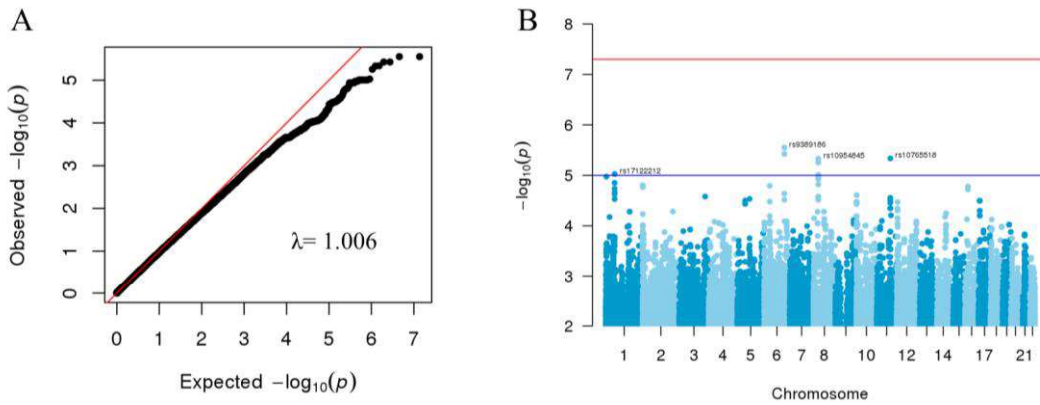 A
Observed −log₁₀(p)
5
4
3
2
1
0
λ= 1.006
0 1 2 3 4 5 6 7
Expected −log₁₀(p)
B
−log₁₀(p)
8
7
6
5
4
3
2
rs9389186
rs10954845
rs10765518
rs17122212
1 2 3 4 5 6 7 8 10 12 14 17 21
Chromosome